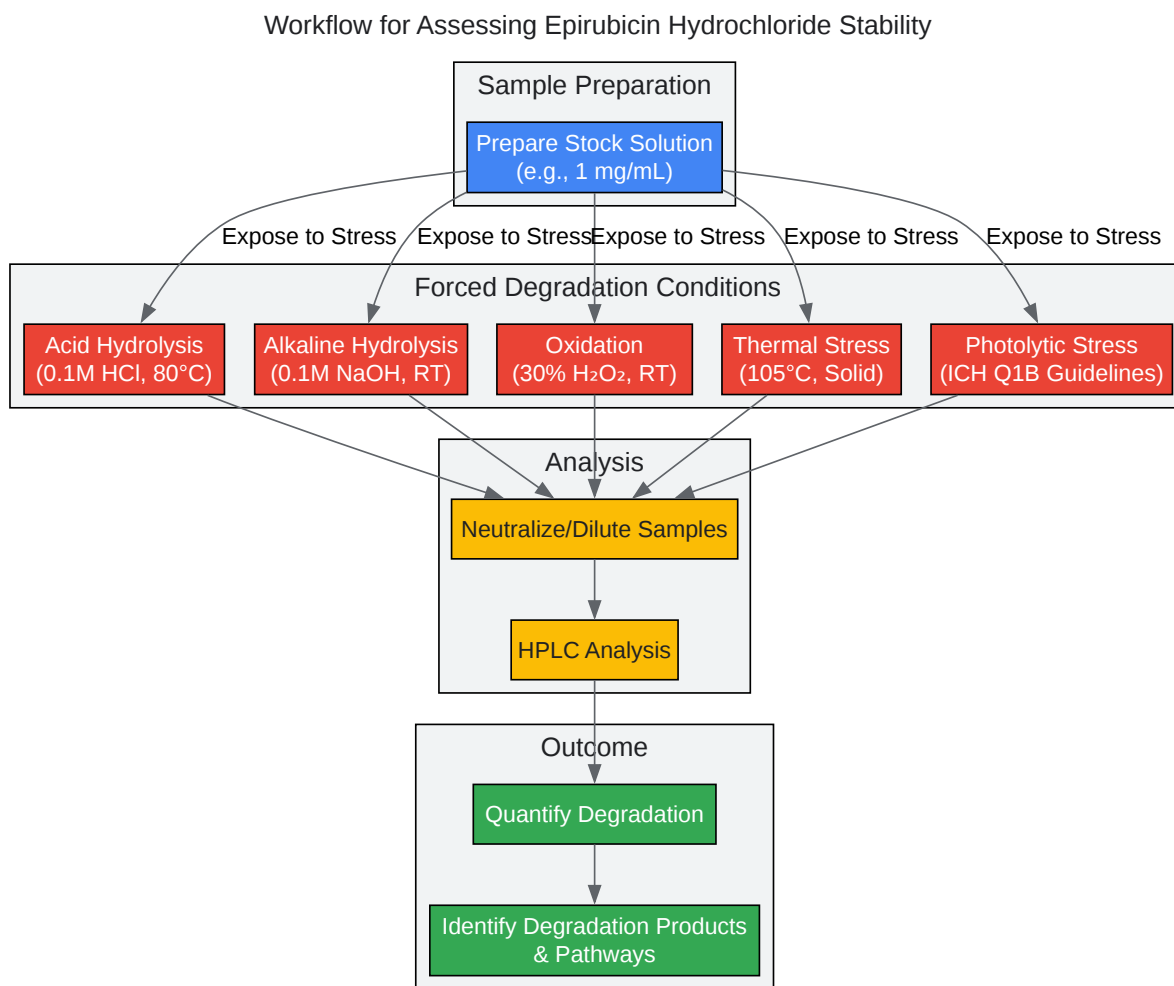 Workflow for Assessing Epirubicin Hydrochloride Stability
Sample Preparation
Prepare Stock Solution
(e.g., 1 mg/mL)
Expose to Stress
Expose to Stress
Expose to Stress
Expose to Stress
Expose to Stress
Forced Degradation Conditions
Acid Hydrolysis
(0.1M HCl, 80°C)
Alkaline Hydrolysis
(0.1M NaOH, RT)
Oxidation
(30% H₂O₂, RT)
Thermal Stress
(105°C, Solid)
Photolytic Stress
(ICH Q1B Guidelines)
Analysis
Neutralize/Dilute Samples
HPLC Analysis
Outcome
Quantify Degradation
Identify Degradation Products
& Pathways